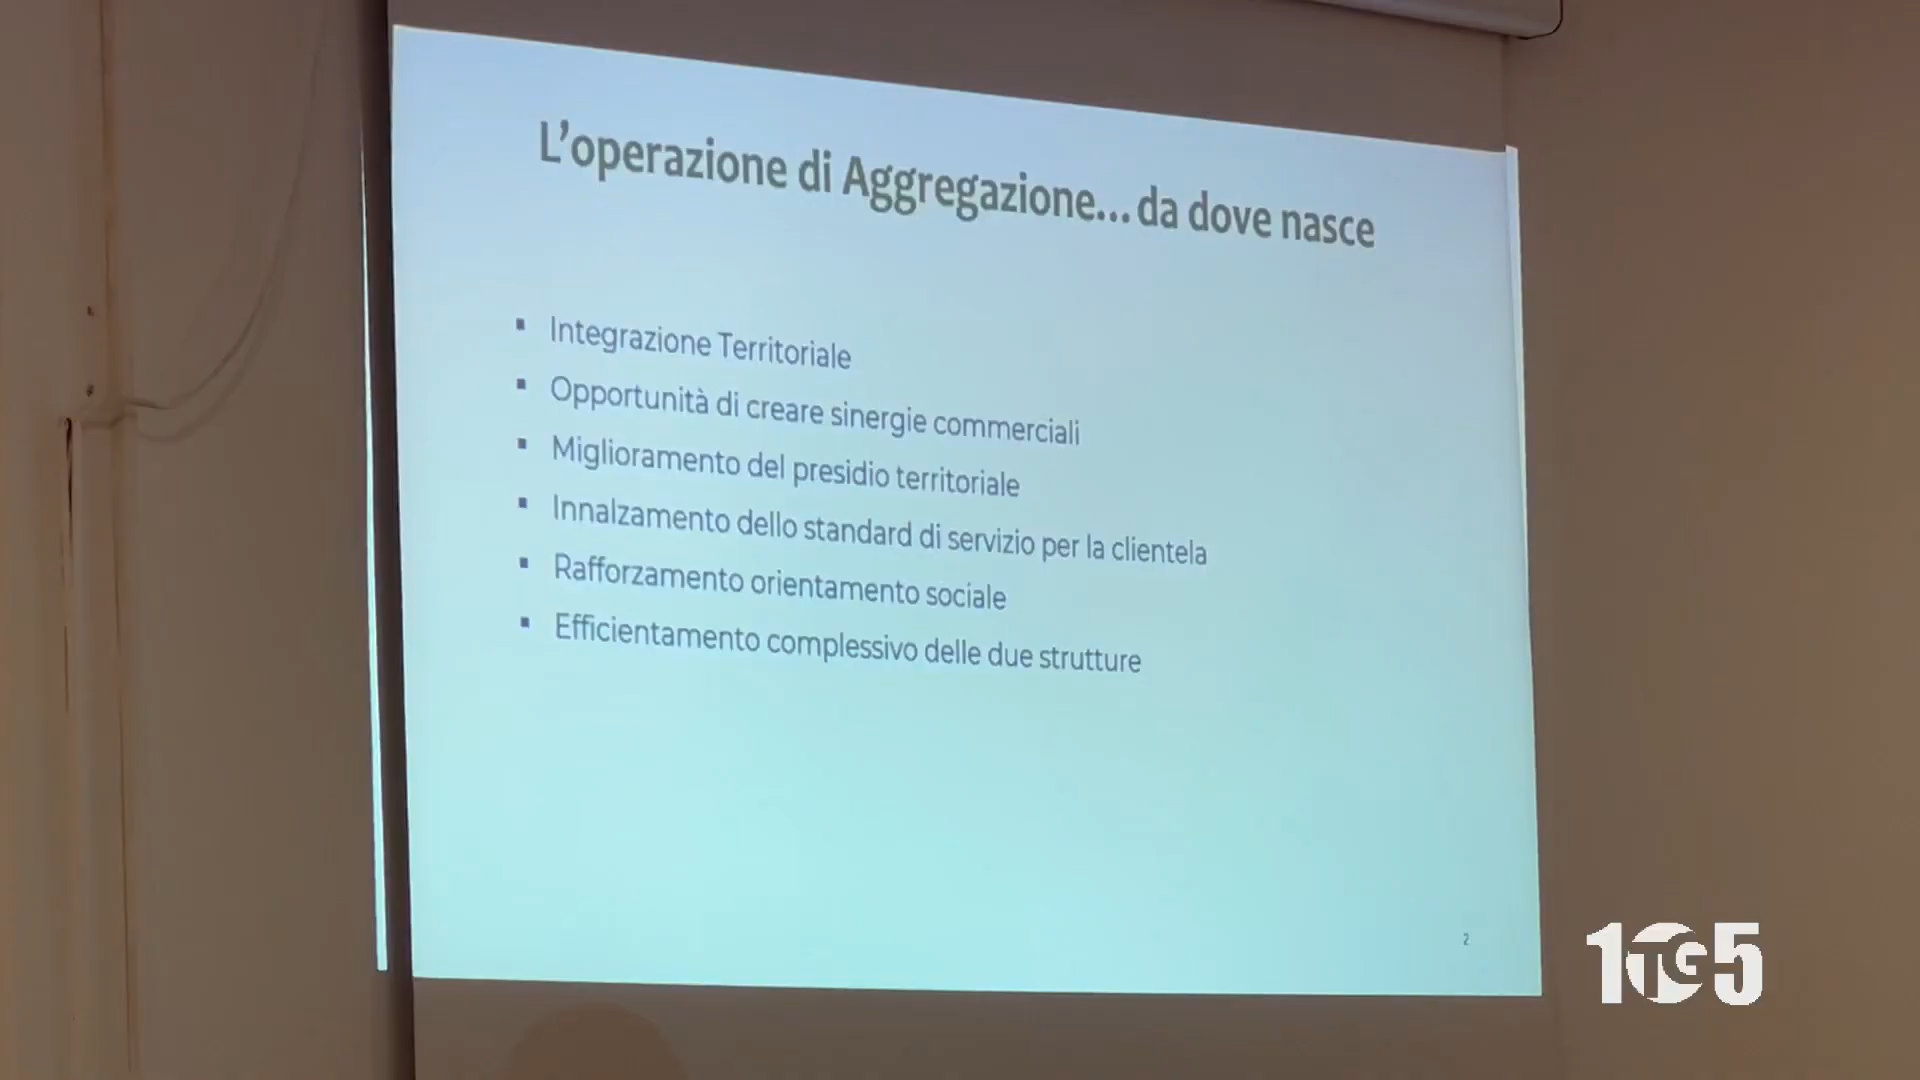 L'operazione di Aggregazione... da dove nasce
▪ Integrazione Territoriale
▪ Opportunità di creare sinergie commerciali
▪ Miglioramento del presidio territoriale
▪ Innalzamento dello standard di servizio per la clientela
▪ Rafforzamento orientamento sociale
▪ Efficientamento complessivo delle due strutture
2
1TG5